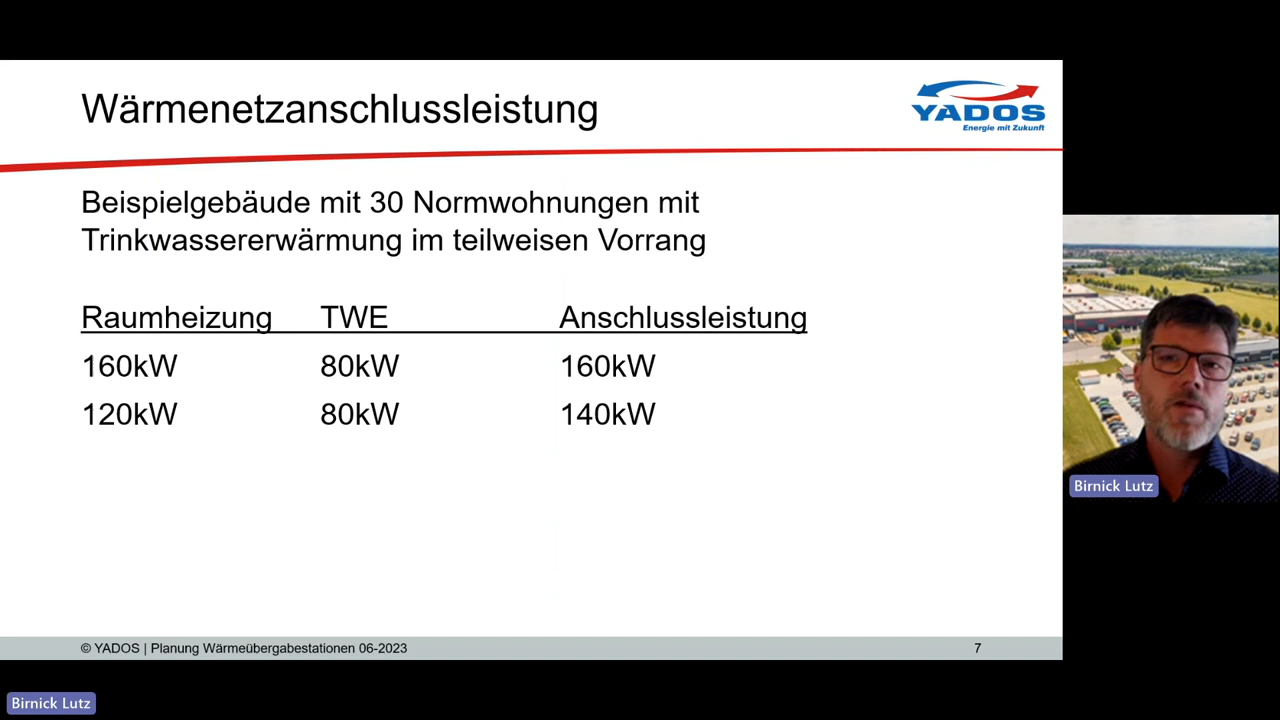 Wärmenetzanschlussleistung
YADOS
Energie mit Zukunft
Beispielgebäude mit 30 Normwohnungen mit
Trinkwassererwärmung im teilweisen Vorrang
Raumheizung TWE Anschlussleistung
160kW 80kW 160kW
120kW 80kW 140kW
Birnick Lutz
© YADOS | Planung Wärmeübergabestationen 06-2023 7
Birnick Lutz